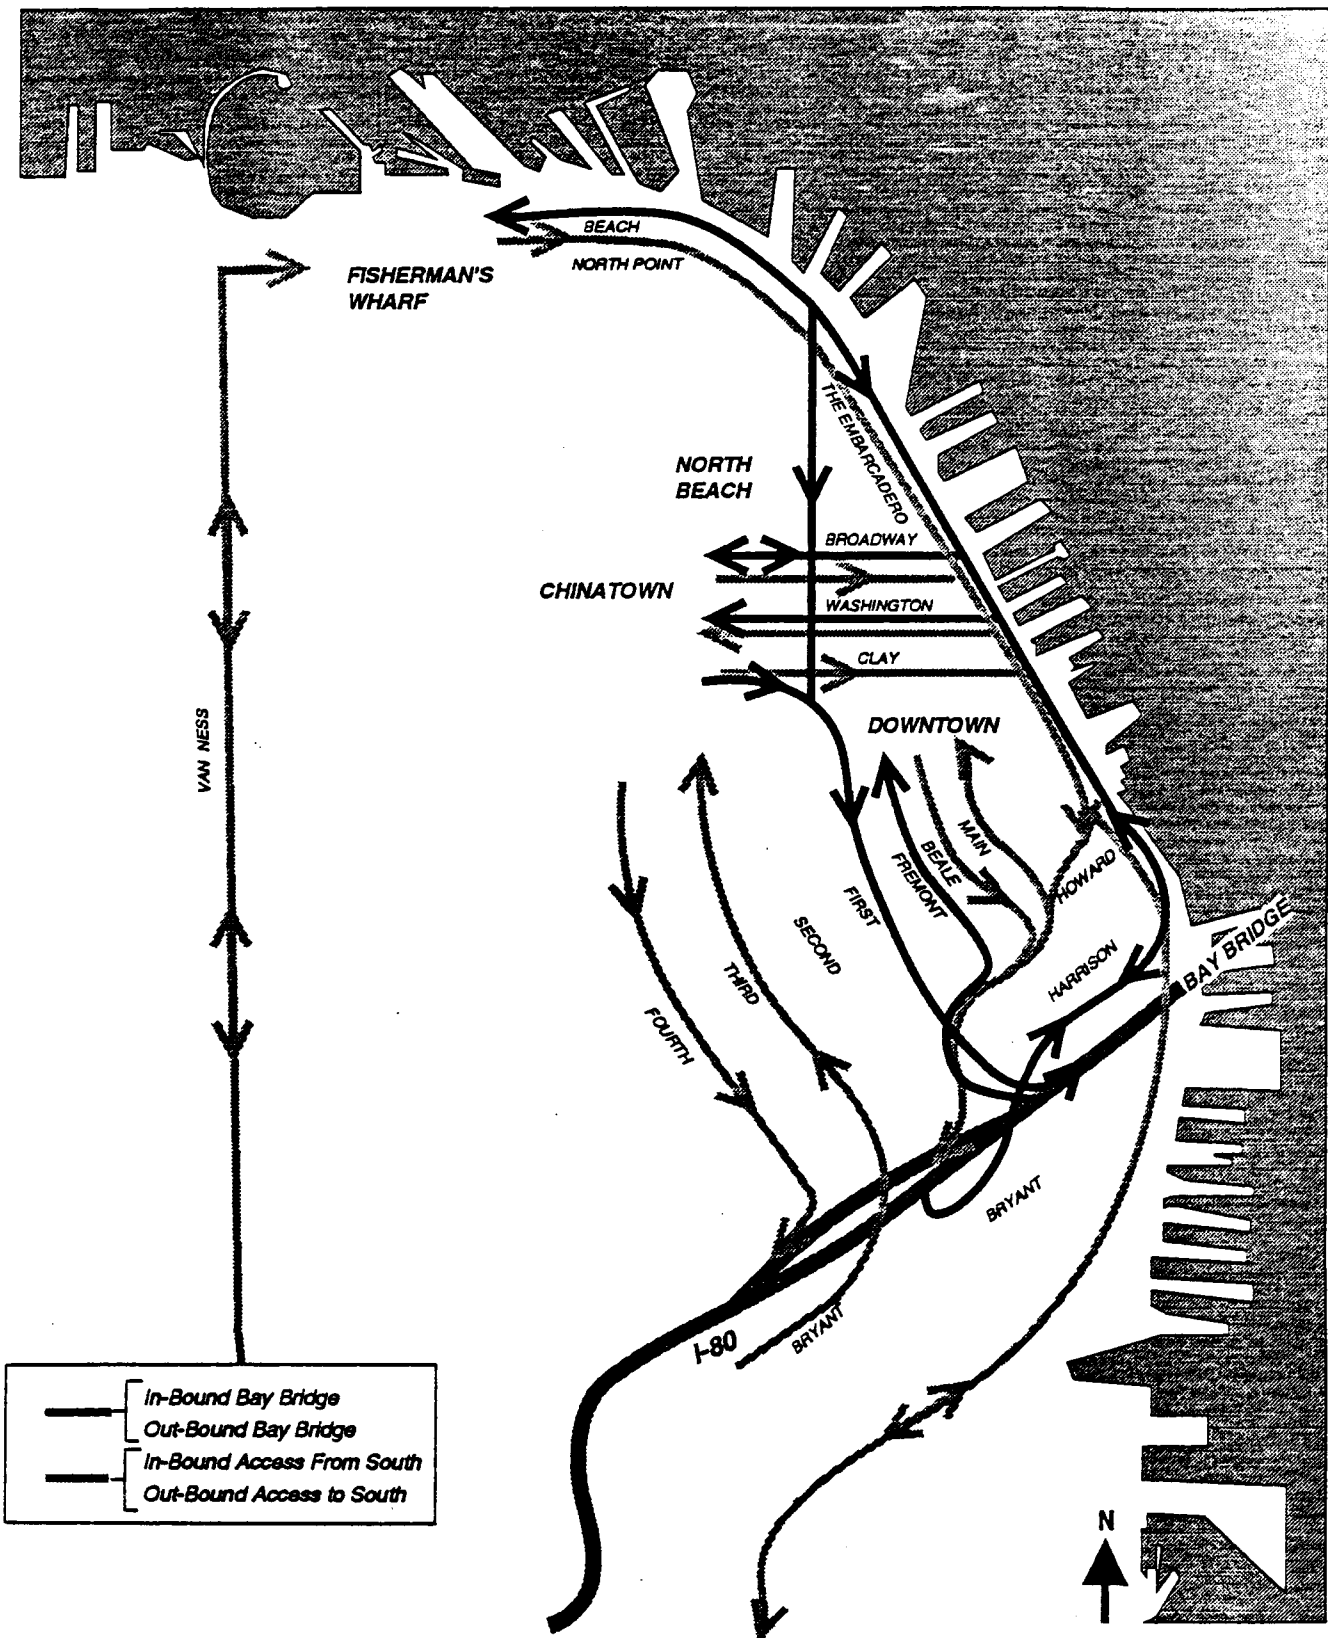 BEACH
NORTH POINT
FISHERMAN'S
WHARF
THE EMBARCADERO
NORTH
BEACH
BROADWAY
CHINATOWN
WASHINGTON
CLAY
VAN NESS
DOWNTOWN
MAIN
BEALE
FREMONT
HOWARD
FIRST
SECOND
THIRD
FOURTH
HARRISON
BAY BRIDGE
BRYANT
I-80
BRYANT
In-Bound Bay Bridge
Out-Bound Bay Bridge
In-Bound Access From South
Out-Bound Access to South
N